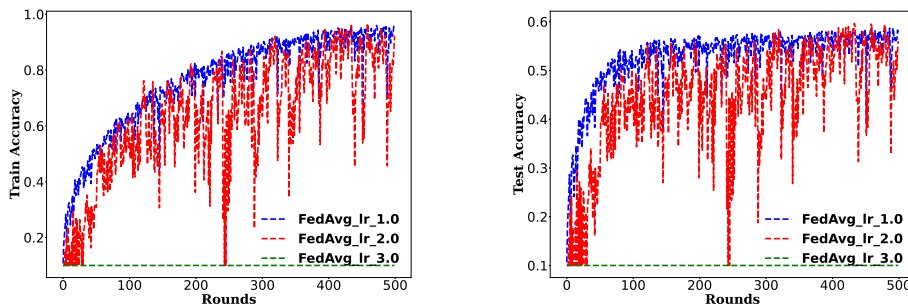 1.0
0.8
0.6
0.4
0.2
Train Accuracy
FedAvg_lr_1.0
FedAvg_lr_2.0
FedAvg_lr_3.0
0 100 200 300 400 500
Rounds
0.6
0.5
0.4
0.3
0.2
0.1
Test Accuracy
FedAvg_lr_1.0
FedAvg_lr_2.0
FedAvg_lr_3.0
0 100 200 300 400 500
Rounds